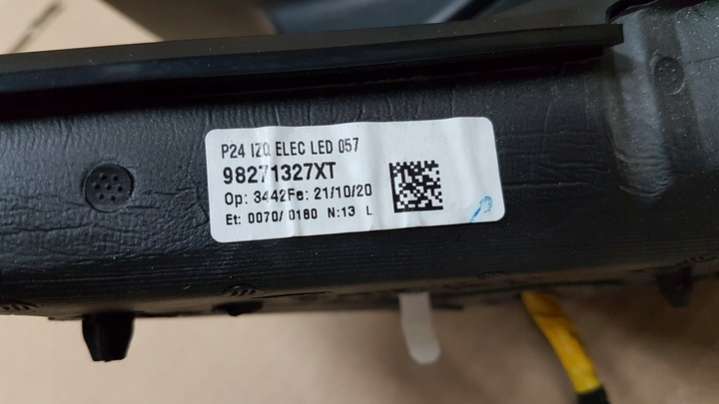 P24 IZQ ELEC LED 057
98271327XT
Op: 3442Fe: 21/10/20
Et: 0070/ 0180 N:13 L